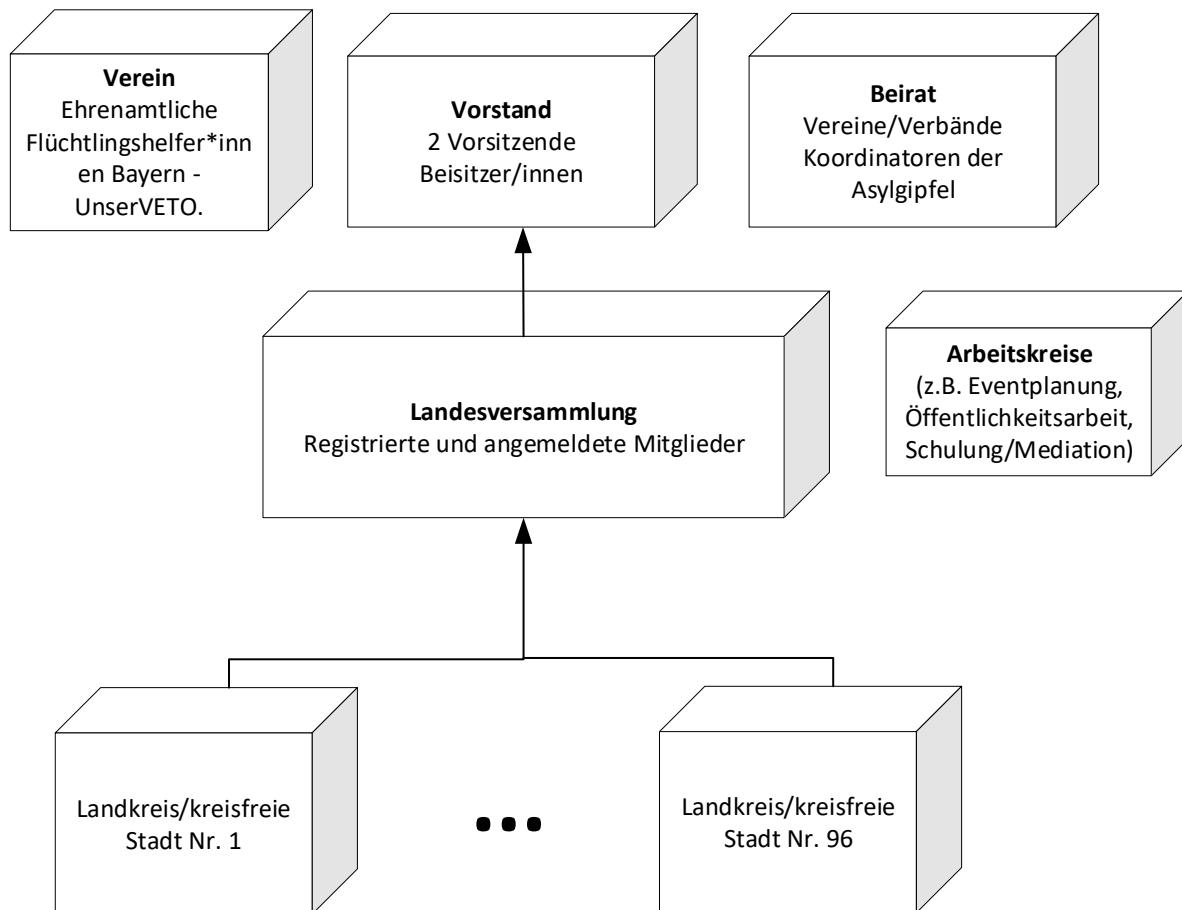 Verein
Ehrenamtliche
Flüchtlingshelfer*inn
en Bayern -
UnserVETO.
Vorstand
2 Vorsitzende
Beisitzer/innen
Beirat
Vereine/Verbände
Koordinatoren der
Asylgipfel
Landesversammlung
Registrierte und angemeldete Mitglieder
Arbeitskreise
(z.B. Eventplanung,
Öffentlichkeitsarbeit,
Schulung/Mediation)
Landkreis/kreisfreie
Stadt Nr. 1
...
Landkreis/kreisfreie
Stadt Nr. 96